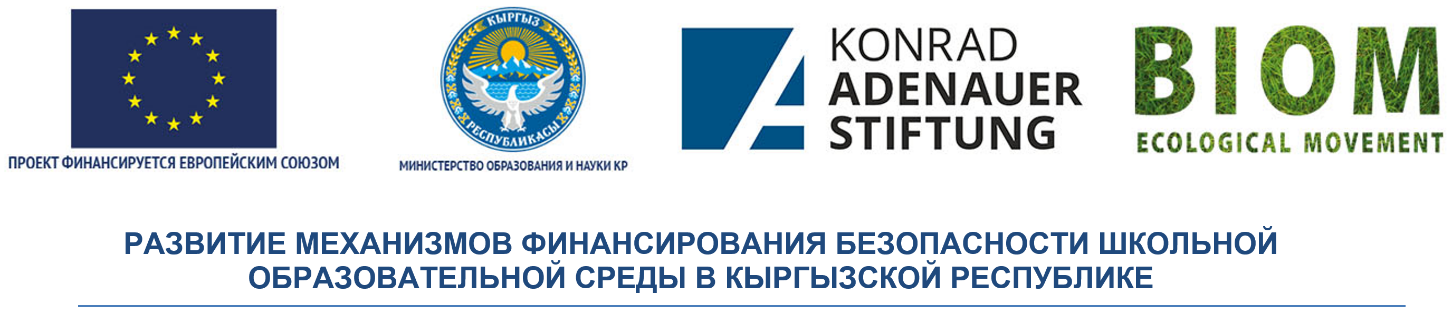 КЫРГЫЗ
РЕСПУБЛИКАСЫ
KONRAD
ADENAUER
STIFTUNG
BIOM
ECOLOGICAL MOVEMENT
ПРОЕКТ ФИНАНСИРУЕТСЯ ЕВРОПЕЙСКИМ СОЮЗОМ
МИНИСТЕРСТВО ОБРАЗОВАНИЯ И НАУКИ КР
РАЗВИТИЕ МЕХАНИЗМОВ ФИНАНСИРОВАНИЯ БЕЗОПАСНОСТИ ШКОЛЬНОЙ
ОБРАЗОВАТЕЛЬНОЙ СРЕДЫ В КЫРГЫЗСКОЙ РЕСПУБЛИКЕ